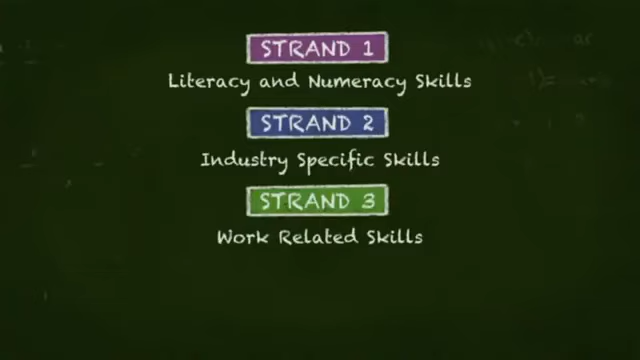 STRAND 1
Literacy and Numeracy Skills
STRAND 2
Industry Specific Skills
STRAND 3
Work Related Skills